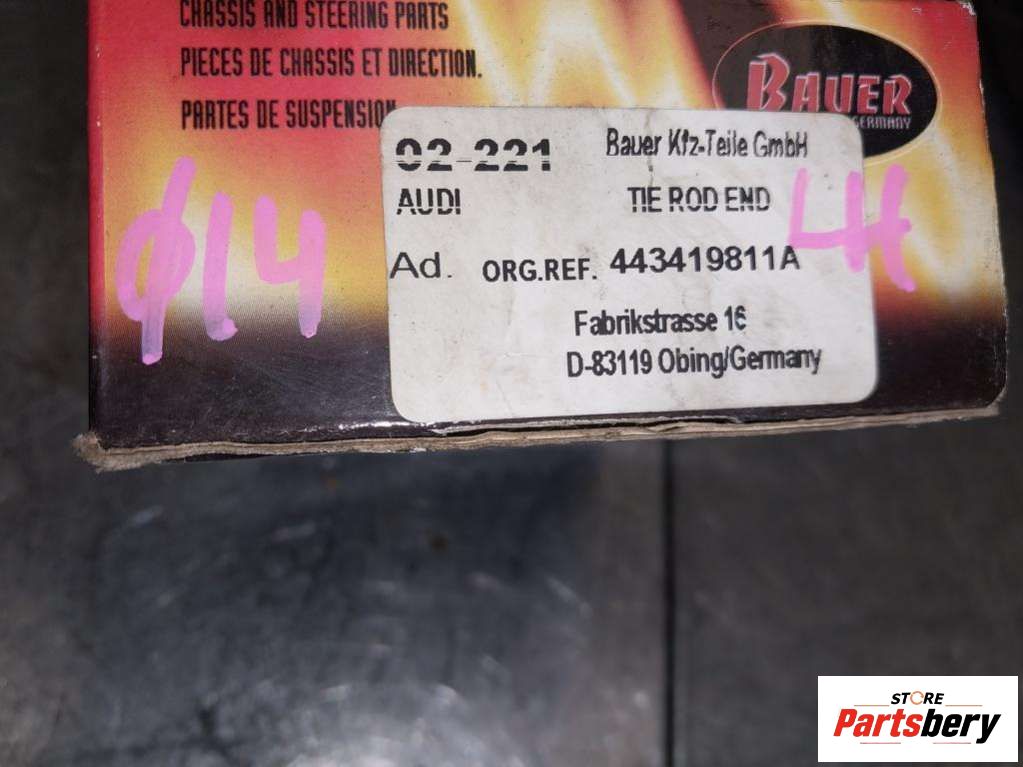 CHASSIS AND STEERING PARTS
PIECES DE CHASSIS ET DIRECTION.
PARTES DE SUSPENSION
BAUER
GERMANY
02-221
Bauer Kfz-Teile GmbH
AUDI
TIE ROD END
LH
Ø14
Ad.
ORG.REF. 443419811A
Fabrikstrasse 16
D-83119 Obing/Germany
STORE
Partsbery